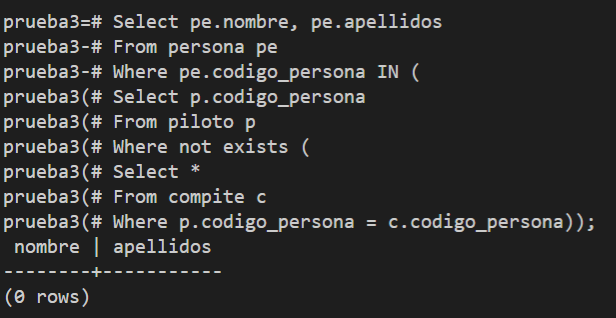 prueba3=# Select pe.nombre, pe.apellidos
prueba3-# From persona pe
prueba3-# Where pe.codigo_persona IN (
prueba3(# Select p.codigo_persona
prueba3(# From piloto p
prueba3(# Where not exists (
prueba3(# Select *
prueba3(# From compite c
prueba3(# Where p.codigo_persona = c.codigo_persona));
 nombre | apellidos
--------+-----------
(0 rows)